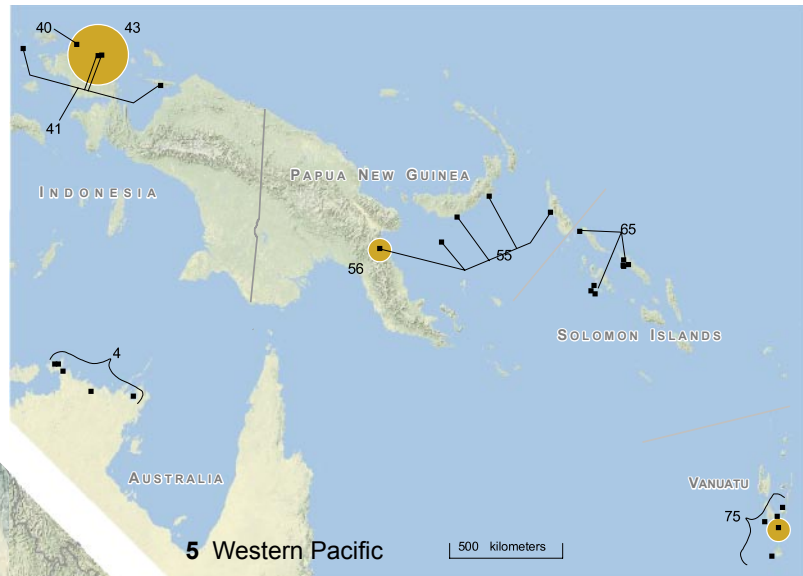 40
43
41
INDONESIA
PAPUA NEW GUINEA
56
55
65
SOLOMON ISLANDS
4
AUSTRALIA
VANUATU
75
5 Western Pacific
500 kilometers